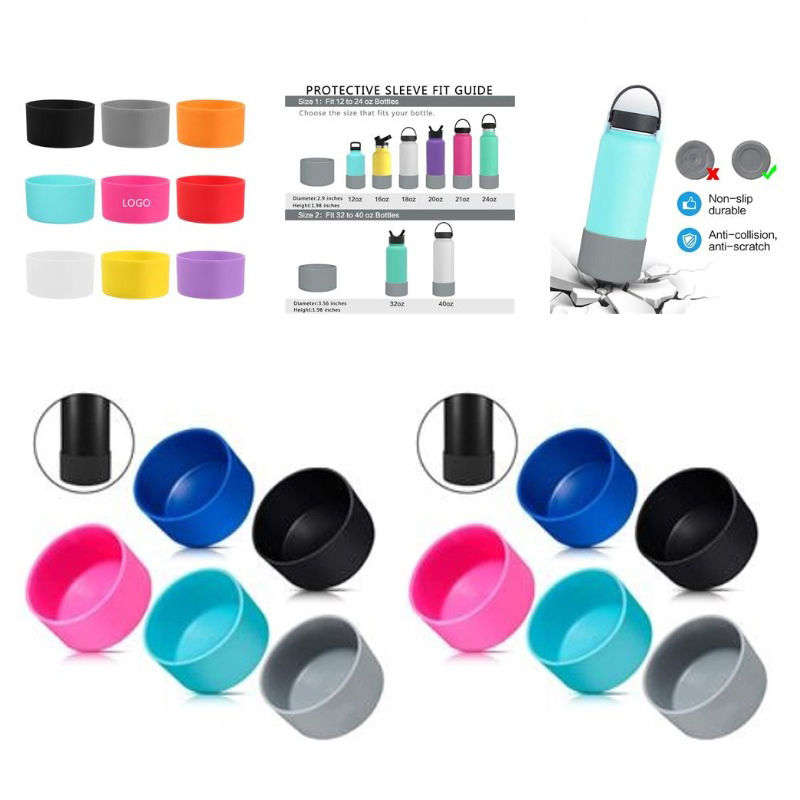 PROTECTIVE SLEEVE FIT GUIDE
Size 1: Fit 12 to 24 oz Bottles
Choose the size that fits your bottle.
Diameter:2.9 inches
Height:1.98 inches
12oz 16oz 18oz 20oz 21oz 24oz
Size 2: Fit 32 to 40 oz Bottles
Diameter:3.56 inches
Height:1.98 inches
32oz 40oz
LOGO
Non-slip
durable
Anti-collision,
anti-scratch